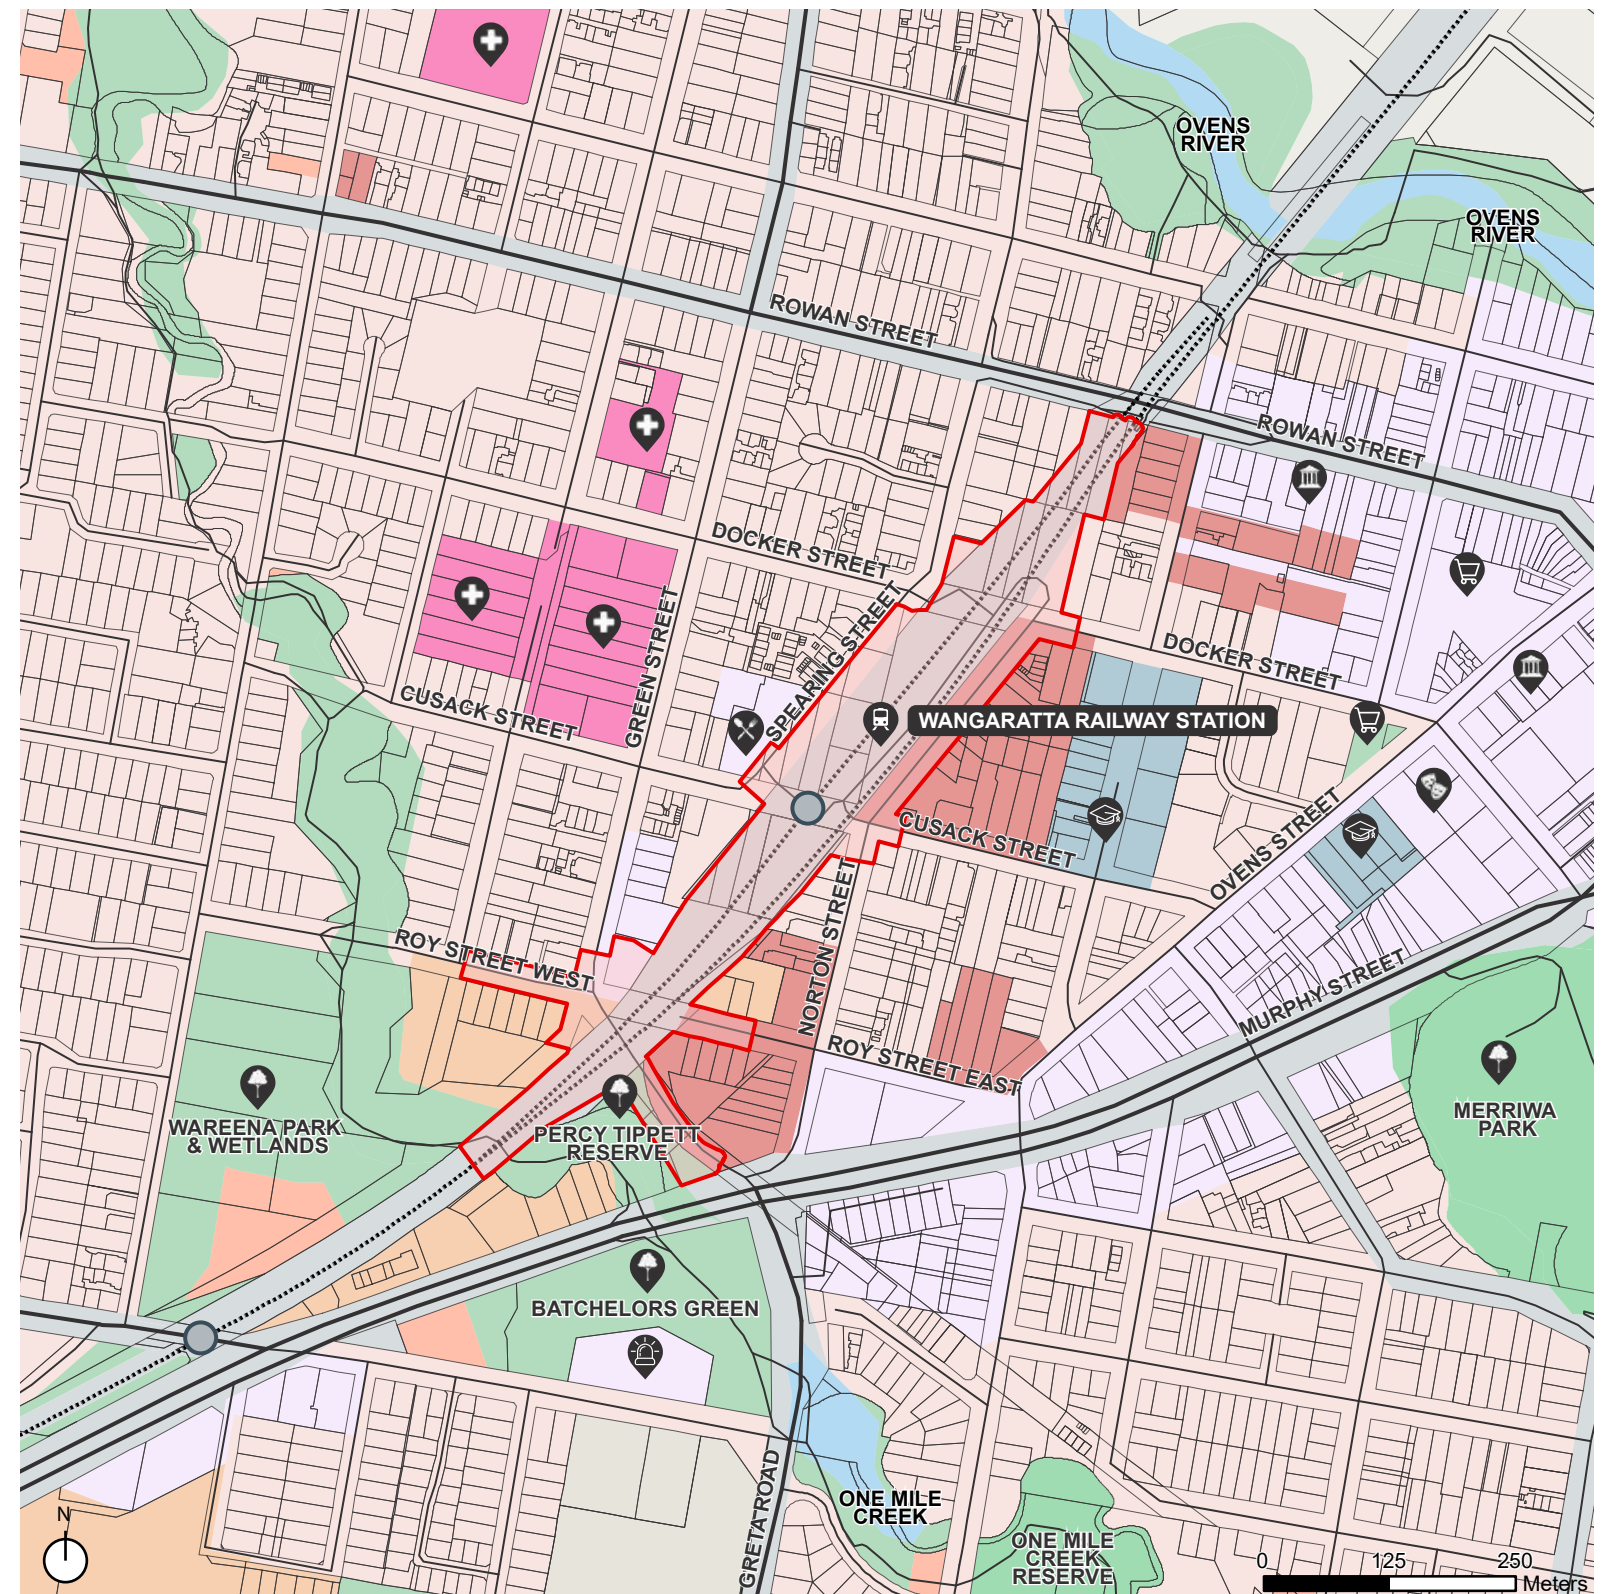 OVENS
RIVER
OVENS
RIVER
ROWAN STREET
ROWAN STREET
DOCKER STREET
SPEARING STREET
GREEN STREET
DOCKER STREET
CUSACK STREET
WANGARATTA RAILWAY STATION
CUSACK STREET
OVENS STREET
NORTON STREET
ROY STREET WEST
MURPHY STREET
ROY STREET EAST
WAREENA PARK
& WETLANDS
PERCY TIPPETT
RESERVE
MERRIWA
PARK
BATCHELORS GREEN
GRETA ROAD
ONE MILE
CREEK
ONE MILE
CREEK
RESERVE
N
0 125 250
Meters